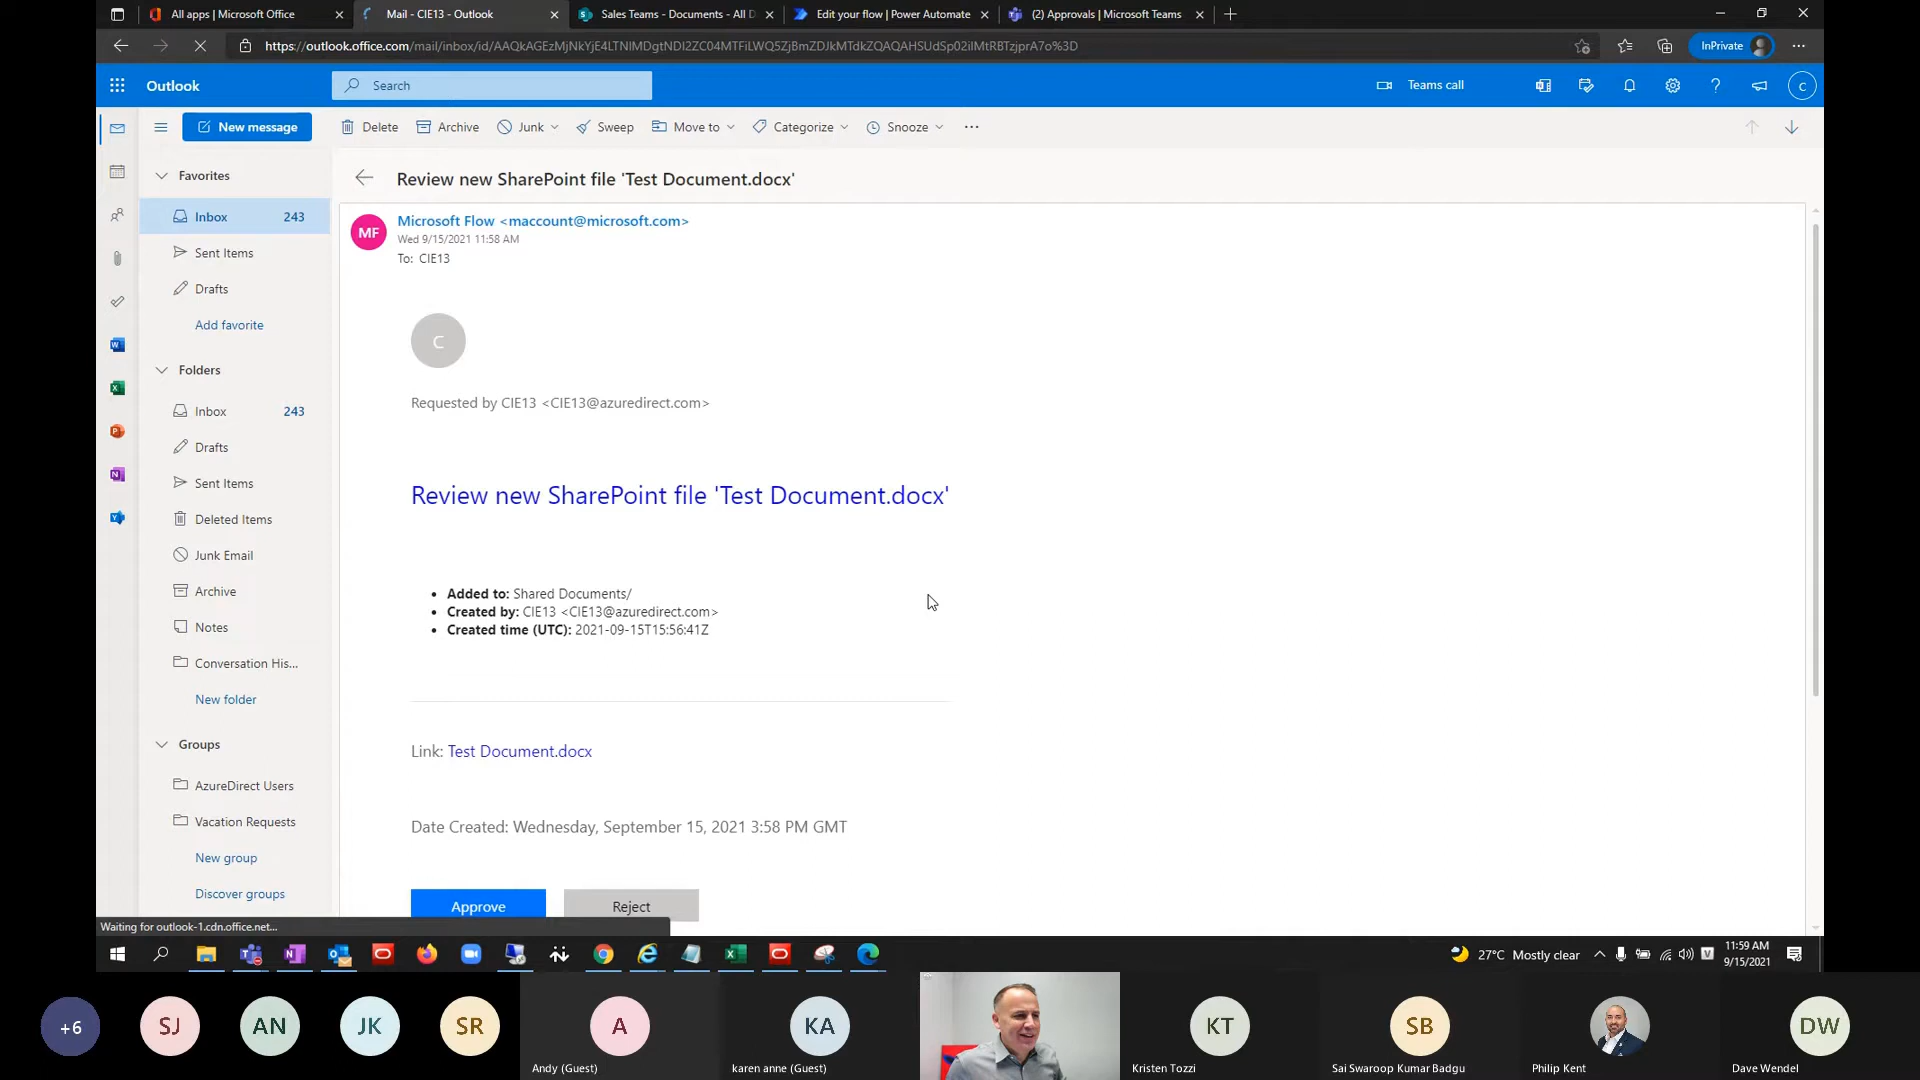 All apps | Microsoft Office
Mail - CIE13 - Outlook
Sales Teams - Documents - All D
Edit your flow | Power Automate
(2) Approvals | Microsoft Teams
InPrivate
Outlook
Search
Teams call
C
New message
Delete
Archive
Junk
Sweep
Move to
Categorize
Snooze
Favorites
Inbox 243
Sent Items
Drafts
Add favorite
Folders
Inbox 243
Drafts
Sent Items
Deleted Items
Junk Email
Archive
Notes
Conversation His...
New folder
Groups
AzureDirect Users
Vacation Requests
New group
Discover groups
Review new SharePoint file 'Test Document.docx'
MF
Microsoft Flow <maccount@microsoft.com>
Wed 9/15/2021 11:58 AM
To: CIE13
C
Requested by CIE13 <CIE13@azuredirect.com>
Review new SharePoint file 'Test Document.docx'
• Added to: Shared Documents/
• Created by: CIE13 <CIE13@azuredirect.com>
• Created time (UTC): 2021-09-15T15:56:41Z
Link: Test Document.docx
Date Created: Wednesday, September 15, 2021 3:58 PM GMT
Approve
Reject
Waiting for outlook-1.cdn.office.net...
27°C Mostly clear
11:59 AM
9/15/2021
+6
SJ
AN
JK
SR
A
Andy (Guest)
KA
karen anne (Guest)
KT
Kristen Tozzi
SB
Sai Swaroop Kumar Badgu
Philip Kent
DW
Dave Wendel